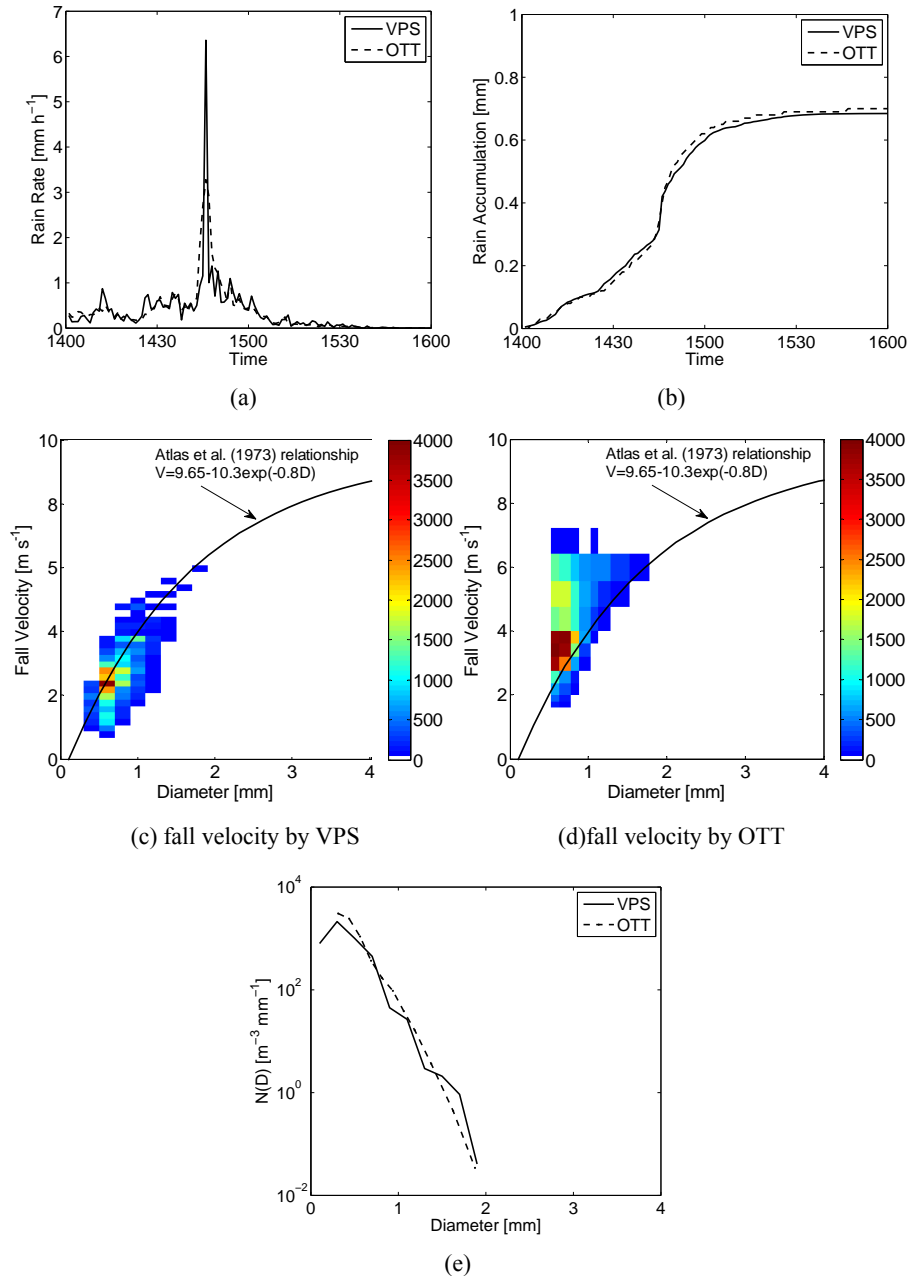 7
6
5
4
3
2
1
0
Rain Rate [mm h⁻¹]
VPS
OTT
1400 1430 1500 1530 1600
Time
(a)
1
0.8
0.6
0.4
0.2
0
Rain Accumulation [mm]
VPS
OTT
1400 1430 1500 1530 1600
Time
(b)
10
8
6
4
2
0
Fall Velocity [m s⁻¹]
Atlas et al. (1973) relationship
V=9.65-10.3exp(-0.8D)
0 1 2 3 4
Diameter [mm]
4000
3500
3000
2500
2000
1500
1000
500
0
(c) fall velocity by VPS
10
8
6
4
2
0
Fall Velocity [m s⁻¹]
Atlas et al. (1973) relationship
V=9.65-10.3exp(-0.8D)
0 1 2 3 4
Diameter [mm]
4000
3500
3000
2500
2000
1500
1000
500
0
(d)fall velocity by OTT
10⁴
10²
10⁰
10⁻²
N(D) [m⁻³ mm⁻¹]
VPS
OTT
0 1 2 3 4
Diameter [mm]
(e)